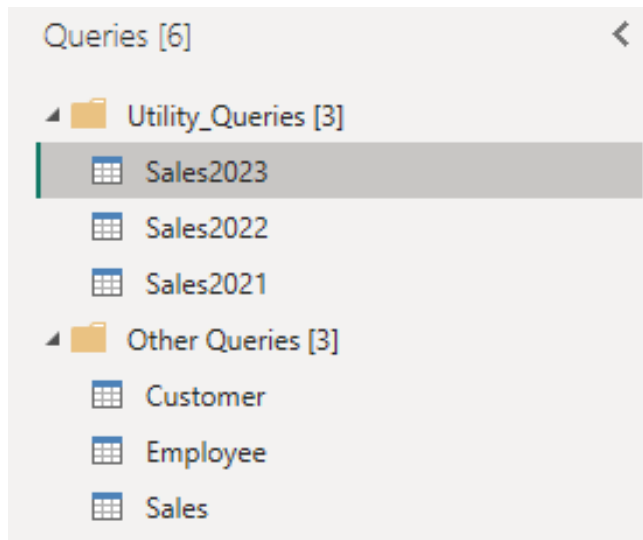 Queries [6]
Utility_Queries [3]
Sales2023
Sales2022
Sales2021
Other Queries [3]
Customer
Employee
Sales